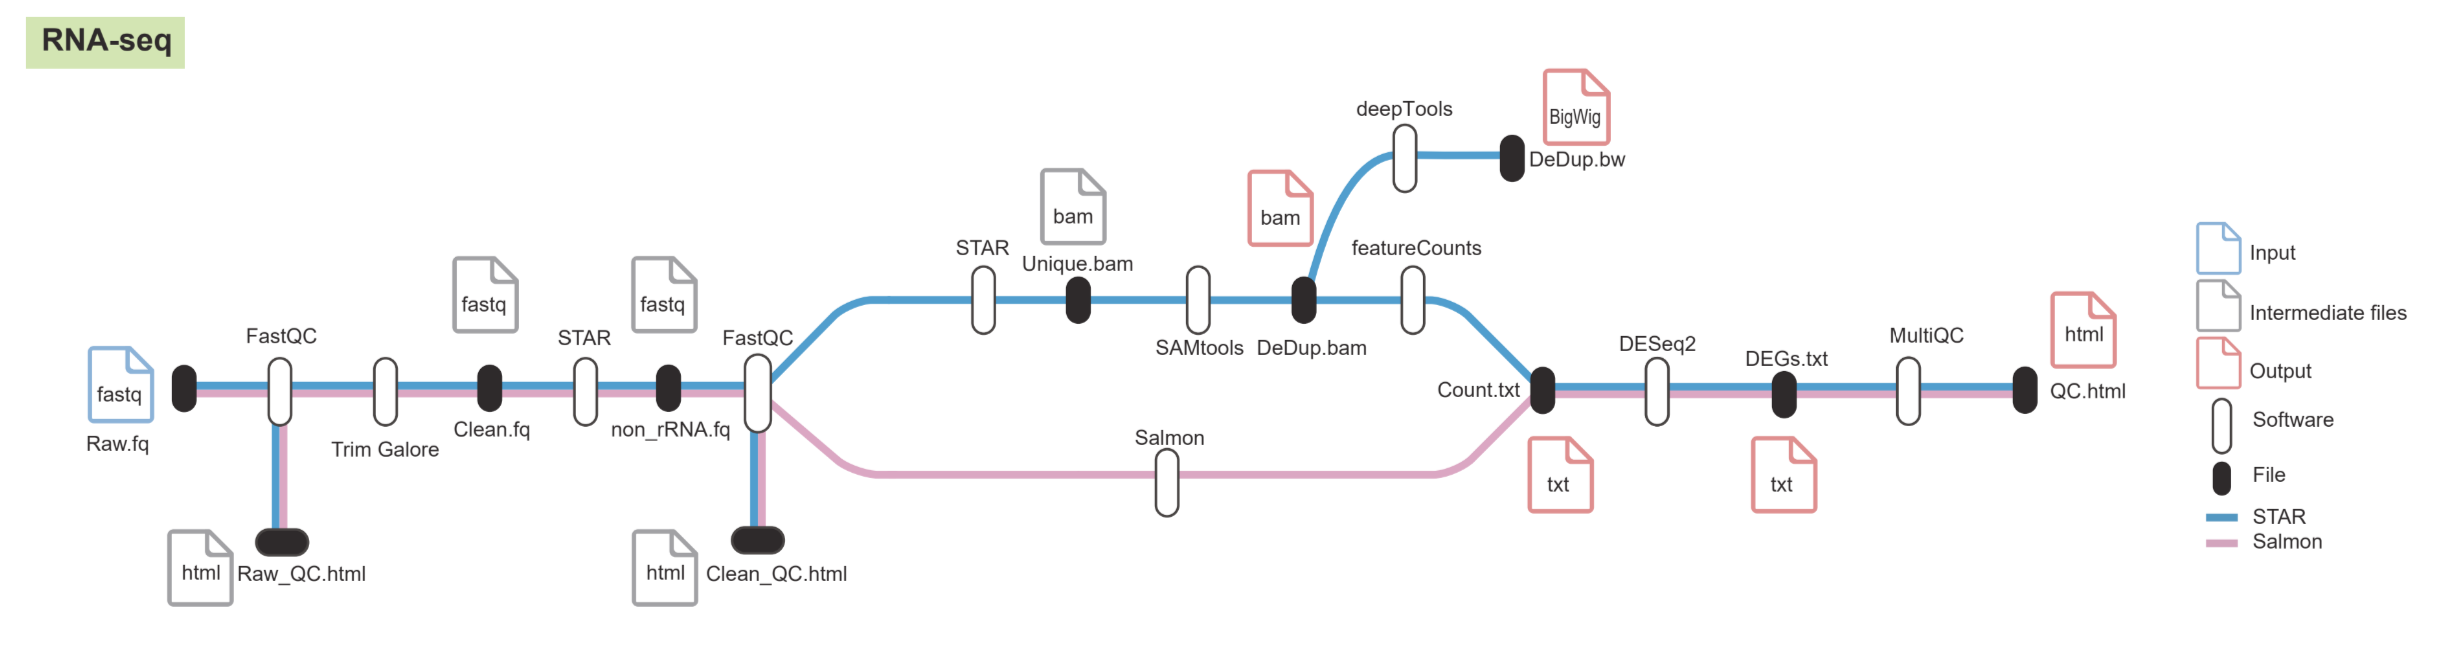 RNA-seq
fastq
Raw.fq
FastQC
html
Raw_QC.html
Trim Galore
fastq
Clean.fq
STAR
fastq
non_rRNA.fq
FastQC
html
Clean_QC.html
STAR
bam
Unique.bam
SAMtools
bam
DeDup.bam
deepTools
BigWig
DeDup.bw
featureCounts
Salmon
Count.txt
txt
DESeq2
DEGs.txt
txt
MultiQC
html
QC.html
Input
Intermediate files
Output
Software
File
STAR
Salmon